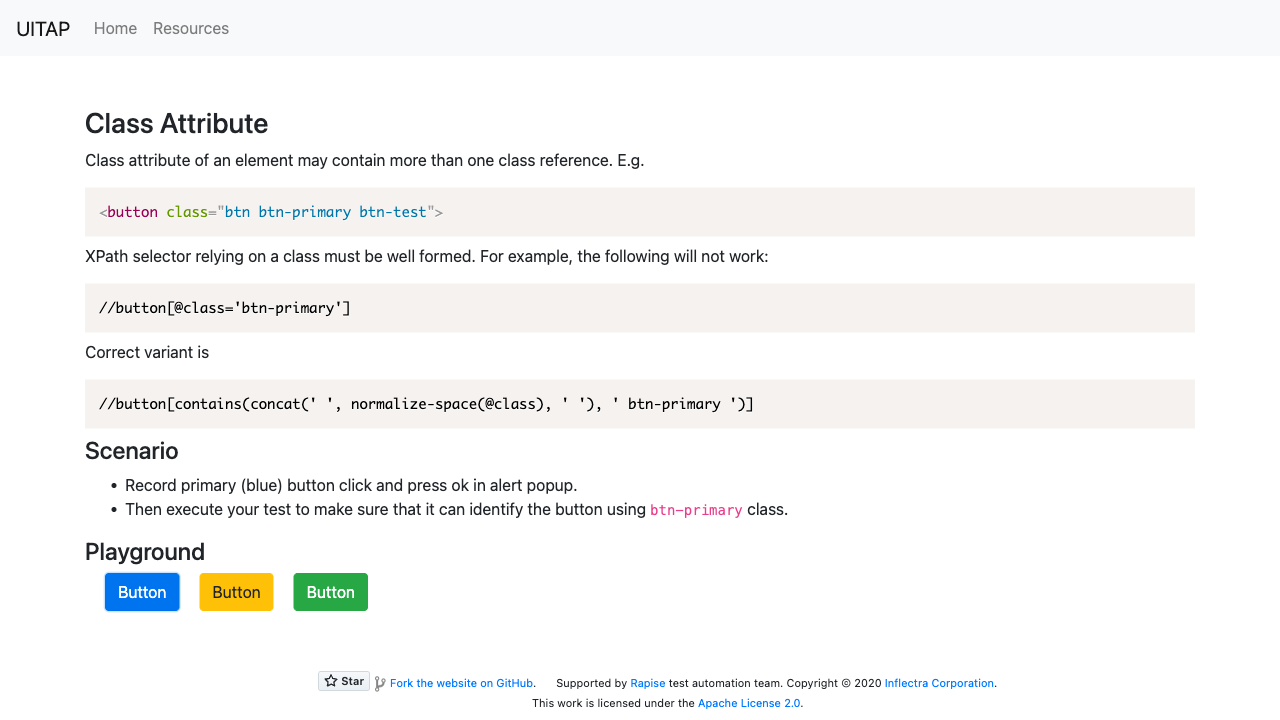 UITAP Home Resources
Class Attribute
Class attribute of an element may contain more than one class reference. E.g.
<button class="btn btn-primary btn-test">
XPath selector relying on a class must be well formed. For example, the following will not work:
//button[@class='btn-primary']
Correct variant is
//button[contains(concat(' ', normalize-space(@class), ' '), ' btn-primary ')]
Scenario
• Record primary (blue) button click and press ok in alert popup.
• Then execute your test to make sure that it can identify the button using btn-primary class.
Playground
Button Button Button
Star Fork the website on GitHub. Supported by Rapise test automation team. Copyright © 2020 Inflectra Corporation.
This work is licensed under the Apache License 2.0.